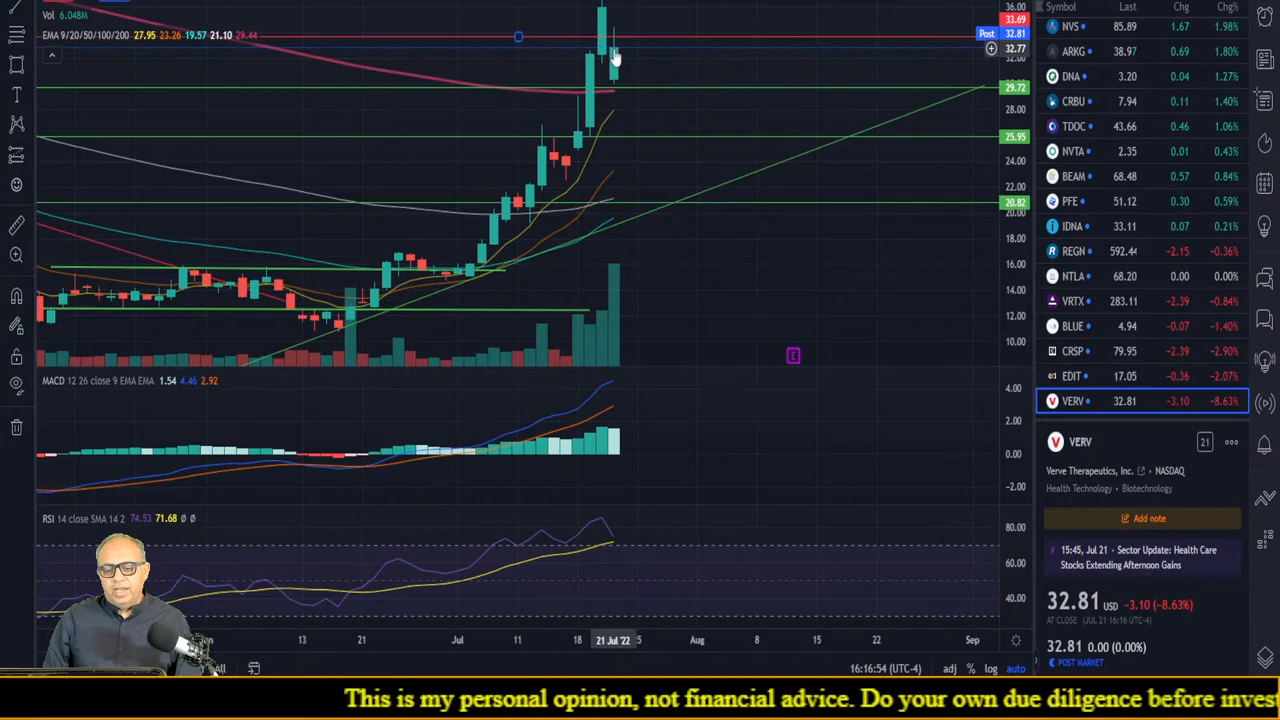 Vol 6.048M
EMA 9/20/50/100/200 27.95 23.26 19.57 21.10 29.44
36.00
33.69
Post 32.81
32.77
32.00
29.72
28.00
25.95
24.00
22.00
20.82
20.00
18.00
16.00
14.00
12.00
10.00
E
MACD 12 26 close 9 EMA EMA 1.54 4.46 2.92
4.00
2.00
0.00
−2.00
RSI 14 close SMA 14 2 74.53 71.68 Ø Ø
80.00
60.00
40.00
13 21 Jul 11 18 21 Jul '22 Aug 8 15 22 Sep
All 16:16:54 (UTC-4) adj % log auto
Symbol Last Chg Chg%
NVS 85.89 1.67 1.98%
ARKG 38.97 0.69 1.80%
DNA 3.20 0.04 1.27%
CRBU 7.94 0.11 1.40%
TDOC 43.66 0.46 1.06%
NVTA 2.35 0.01 0.43%
BEAM 68.48 0.57 0.84%
PFE 51.12 0.30 0.59%
IDNA 33.11 0.07 0.21%
REGN 592.44 −2.15 −0.36%
NTLA 68.20 0.00 0.00%
VRTX 283.11 −2.39 −0.84%
BLUE 4.94 −0.07 −1.40%
CRSP 79.95 −2.39 −2.90%
EDIT 17.05 −0.36 −2.07%
VERV 32.81 −3.10 −8.63%
V VERV 21
Verve Therapeutics, Inc. • NASDAQ
Health Technology • Biotechnology
Add note
15:45, Jul 21 • Sector Update: Health Care
Stocks Extending Afternoon Gains
32.81 USD −3.10 (−8.63%)
AT CLOSE (JUL 21 16:16 UTC-4)
32.81 0.00 (0.00%)
POST MARKET
This is my personal opinion, not financial advice. Do your own due diligence before invest